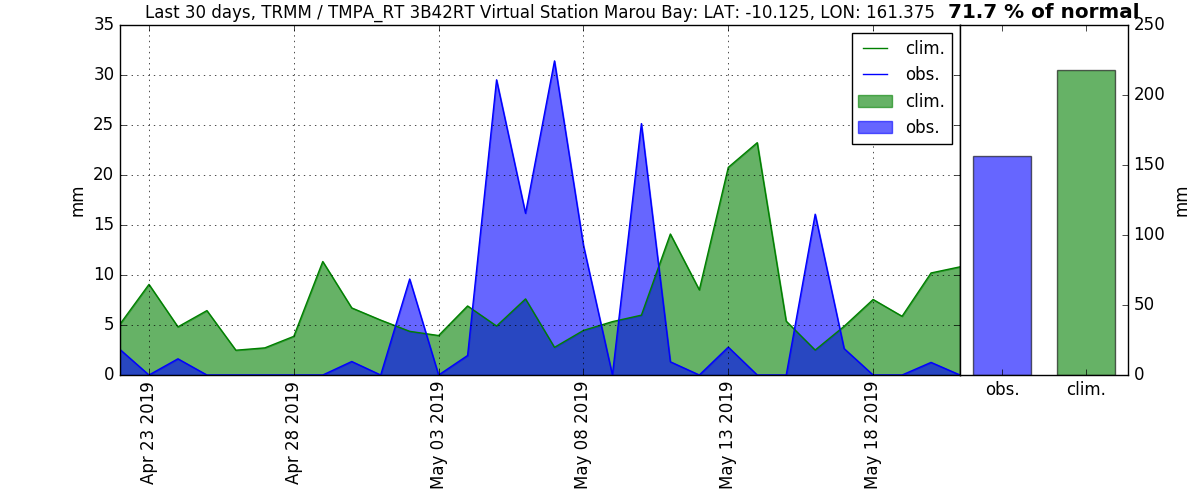 Last 30 days, TRMM / TMPA_RT 3B42RT Virtual Station Marou Bay: LAT: -10.125, LON: 161.375 71.7 % of normal
35
30
25
20
15
10
5
0
mm
clim.
obs.
clim.
obs.
250
200
150
100
50
0
mm
Apr 23 2019
Apr 28 2019
May 03 2019
May 08 2019
May 13 2019
May 18 2019
obs.
clim.